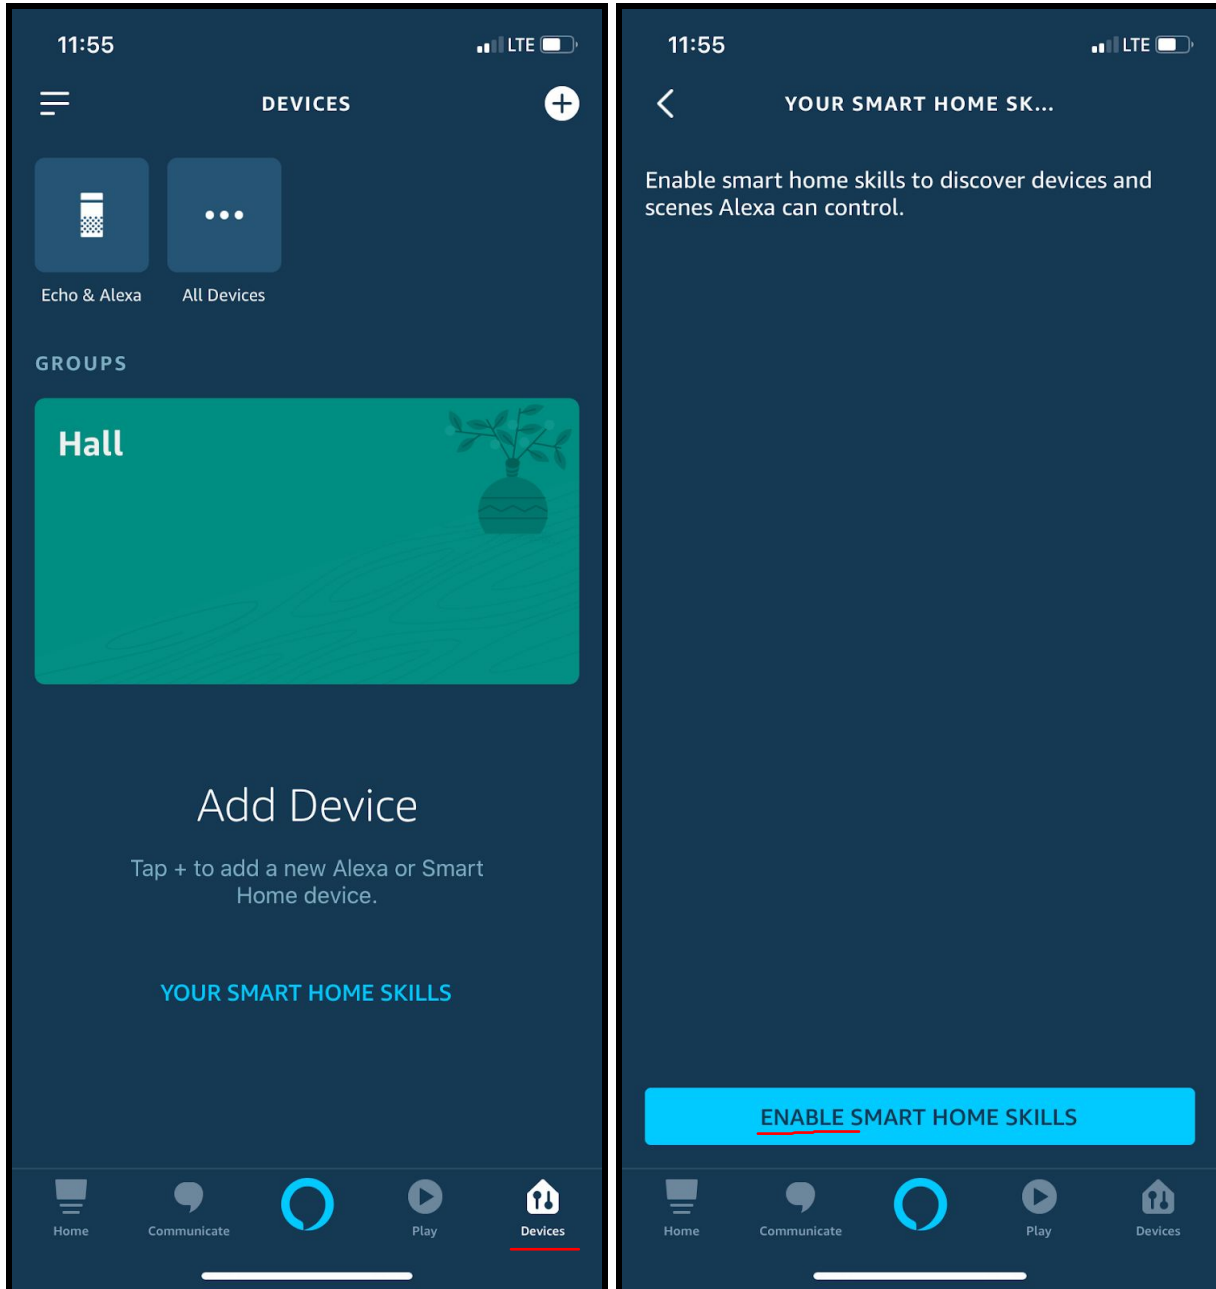 11:55
LTE
DEVICES
Echo & Alexa
All Devices
GROUPS
Hall
Add Device
Tap + to add a new Alexa or Smart
Home device.
YOUR SMART HOME SKILLS
Home
Communicate
Play
Devices
11:55
LTE
YOUR SMART HOME SK...
Enable smart home skills to discover devices and
scenes Alexa can control.
ENABLE SMART HOME SKILLS
Home
Communicate
Play
Devices